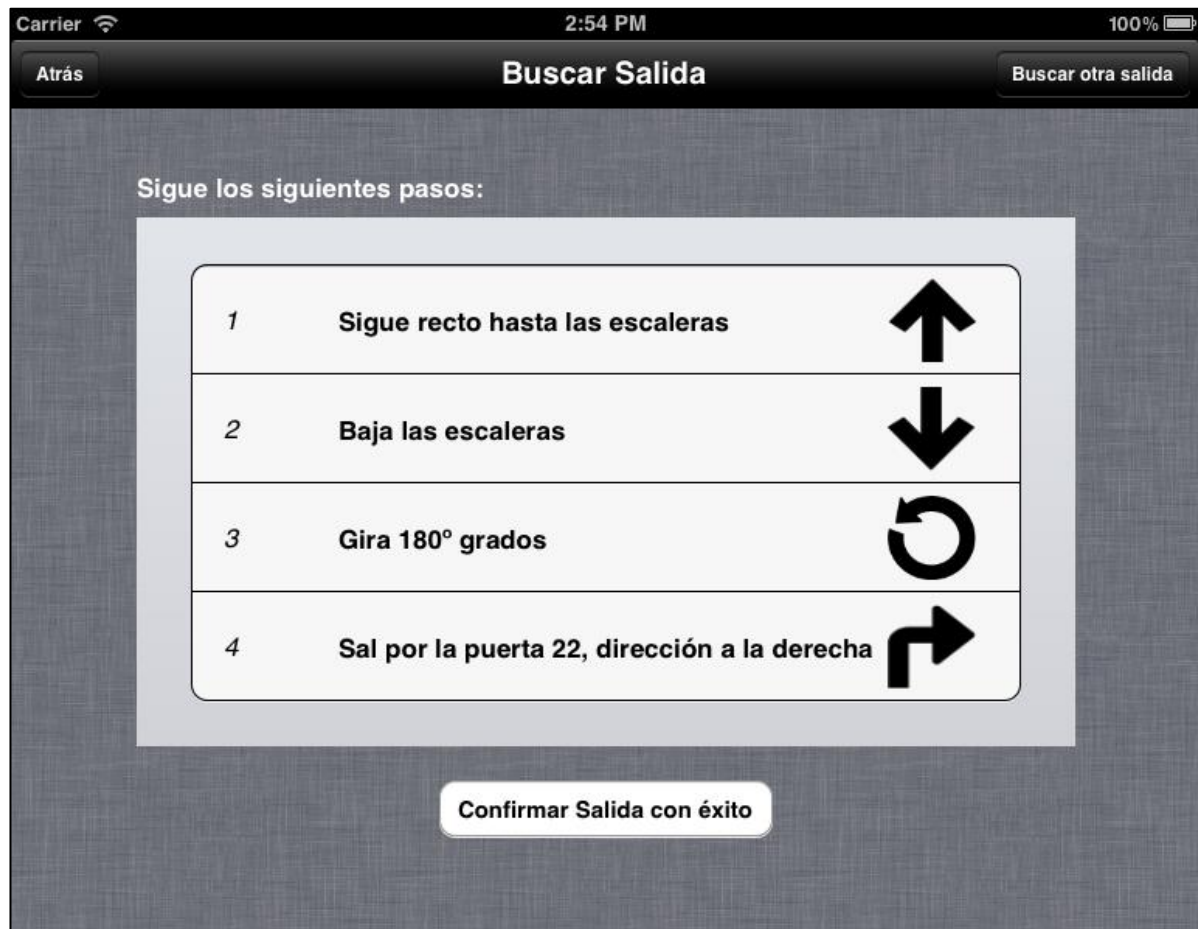 Carrier 2:54 PM 100%
Atrás Buscar Salida Buscar otra salida
Sigue los siguientes pasos:
1 Sigue recto hasta las escaleras
2 Baja las escaleras
3 Gira 180º grados
4 Sal por la puerta 22, dirección a la derecha
Confirmar Salida con éxito